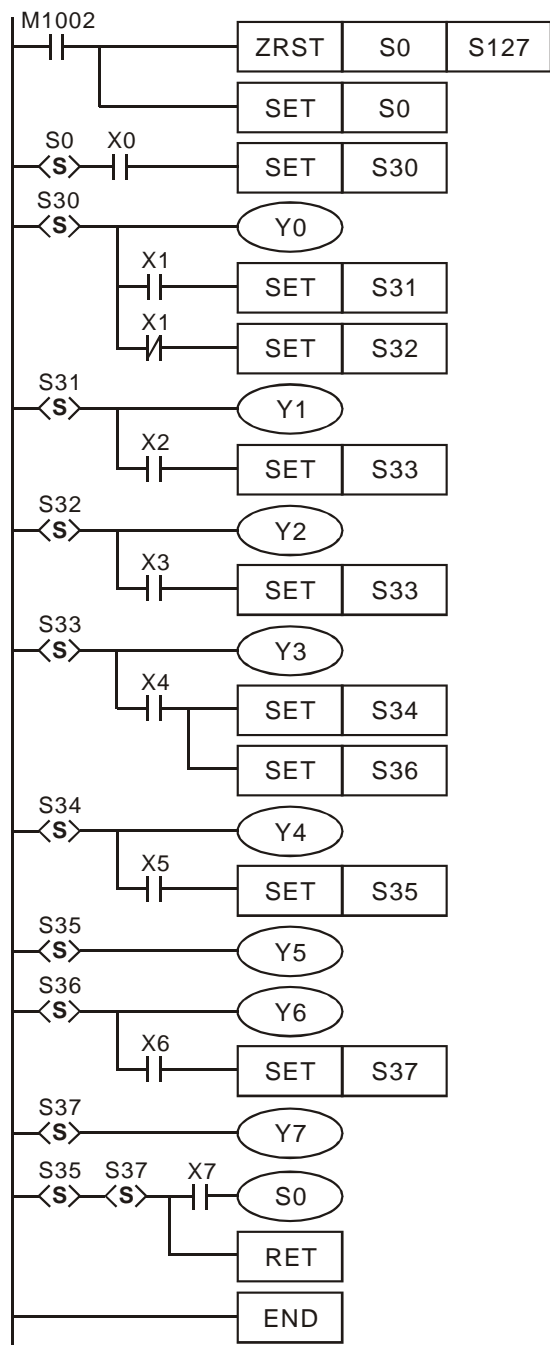 M1002
ZRST S0 S127
SET S0
S0 X0
S SET S30
S30
S Y0
X1
SET S31
X1
SET S32
S31
S Y1
X2
SET S33
S32
S Y2
X3
SET S33
S33
S Y3
X4
SET S34
SET S36
S34
S Y4
X5
SET S35
S35
S Y5
S36
S Y6
X6
SET S37
S37
S Y7
S35 S37 X7
S S S0
RET
END